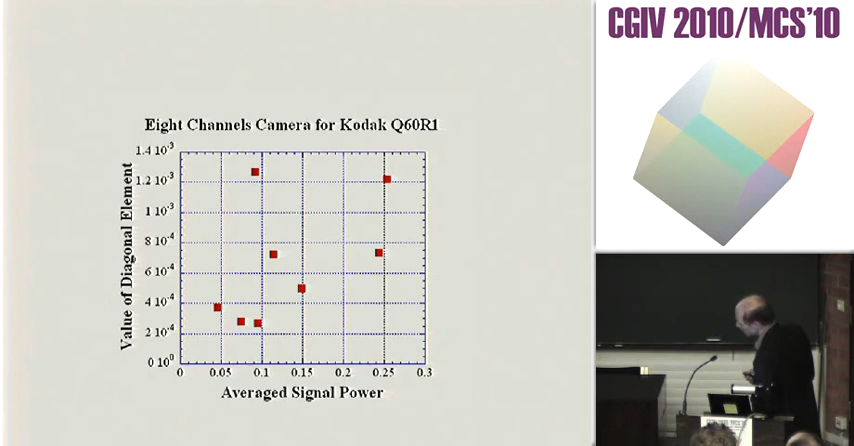 CGIV 2010/MCS'10
Eight Channels Camera for Kodak Q60R1
Value of Diagonal Element
1.4 10-3
1.2 10-3
1 10-3
8 10-4
6 10-4
4 10-4
2 10-4
0 100
0 0.05 0.1 0.15 0.2 0.25 0.3
Averaged Signal Power